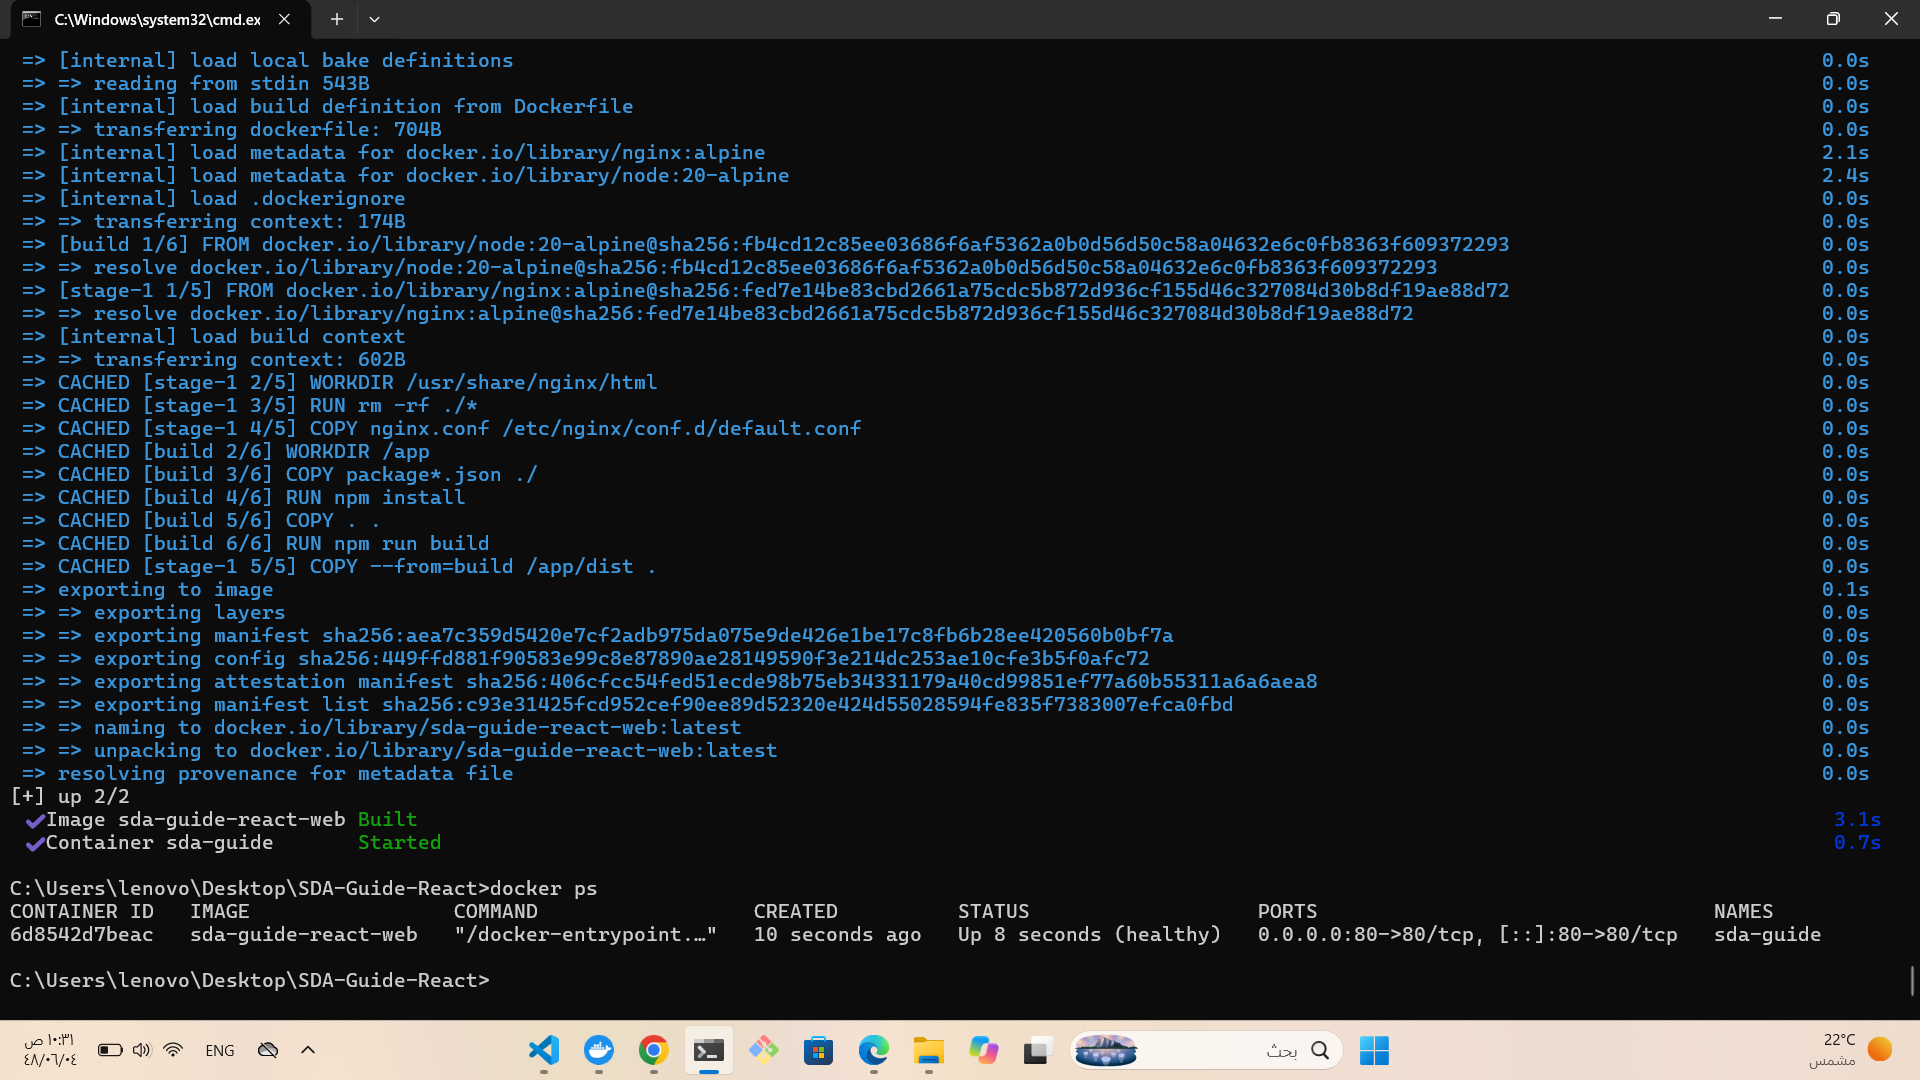 C:\Windows\system32\cmd.ex
=> [internal] load local bake definitions 0.0s
=> => reading from stdin 543B 0.0s
=> [internal] load build definition from Dockerfile 0.0s
=> => transferring dockerfile: 704B 0.0s
=> [internal] load metadata for docker.io/library/nginx:alpine 2.1s
=> [internal] load metadata for docker.io/library/node:20-alpine 2.4s
=> [internal] load .dockerignore 0.0s
=> => transferring context: 174B 0.0s
=> [build 1/6] FROM docker.io/library/node:20-alpine@sha256:fb4cd12c85ee03686f6af5362a0b0d56d50c58a04632e6c0fb8363f609372293 0.0s
=> => resolve docker.io/library/node:20-alpine@sha256:fb4cd12c85ee03686f6af5362a0b0d56d50c58a04632e6c0fb8363f609372293 0.0s
=> [stage-1 1/5] FROM docker.io/library/nginx:alpine@sha256:fed7e14be83cbd2661a75cdc5b872d936cf155d46c327084d30b8df19ae88d72 0.0s
=> => resolve docker.io/library/nginx:alpine@sha256:fed7e14be83cbd2661a75cdc5b872d936cf155d46c327084d30b8df19ae88d72 0.0s
=> [internal] load build context 0.0s
=> => transferring context: 602B 0.0s
=> CACHED [stage-1 2/5] WORKDIR /usr/share/nginx/html 0.0s
=> CACHED [stage-1 3/5] RUN rm -rf ./* 0.0s
=> CACHED [stage-1 4/5] COPY nginx.conf /etc/nginx/conf.d/default.conf 0.0s
=> CACHED [build 2/6] WORKDIR /app 0.0s
=> CACHED [build 3/6] COPY package*.json ./ 0.0s
=> CACHED [build 4/6] RUN npm install 0.0s
=> CACHED [build 5/6] COPY . . 0.0s
=> CACHED [build 6/6] RUN npm run build 0.0s
=> CACHED [stage-1 5/5] COPY --from=build /app/dist . 0.0s
=> exporting to image 0.1s
=> => exporting layers 0.0s
=> => exporting manifest sha256:aea7c359d5420e7cf2adb975da075e9de426e1be17c8fb6b28ee420560b0bf7a 0.0s
=> => exporting config sha256:449ffd881f90583e99c8e87890ae28149590f3e214dc253ae10cfe3b5f0afc72 0.0s
=> => exporting attestation manifest sha256:406cfcc54fed51ecde98b75eb34331179a40cd99851ef77a60b55311a6a6aea8 0.0s
=> => exporting manifest list sha256:c93e31425fcd952cef90ee89d52320e424d55028594fe835f7383007efca0fbd 0.0s
=> => naming to docker.io/library/sda-guide-react-web:latest 0.0s
=> => unpacking to docker.io/library/sda-guide-react-web:latest 0.0s
=> resolving provenance for metadata file 0.0s
[+] up 2/2
✔Image sda-guide-react-web Built 3.1s
✔Container sda-guide Started 0.7s
C:\Users\lenovo\Desktop\SDA-Guide-React>docker ps
CONTAINER ID IMAGE COMMAND CREATED STATUS PORTS NAMES
6d8542d7beac sda-guide-react-web "/docker-entrypoint.…" 10 seconds ago Up 8 seconds (healthy) 0.0.0.0:80->80/tcp, [::]:80->80/tcp sda-guide
C:\Users\lenovo\Desktop\SDA-Guide-React>
١٠:٣١ ص
٤٨/٠٦/٠٤
ENG
بحث
22°C
مشمس